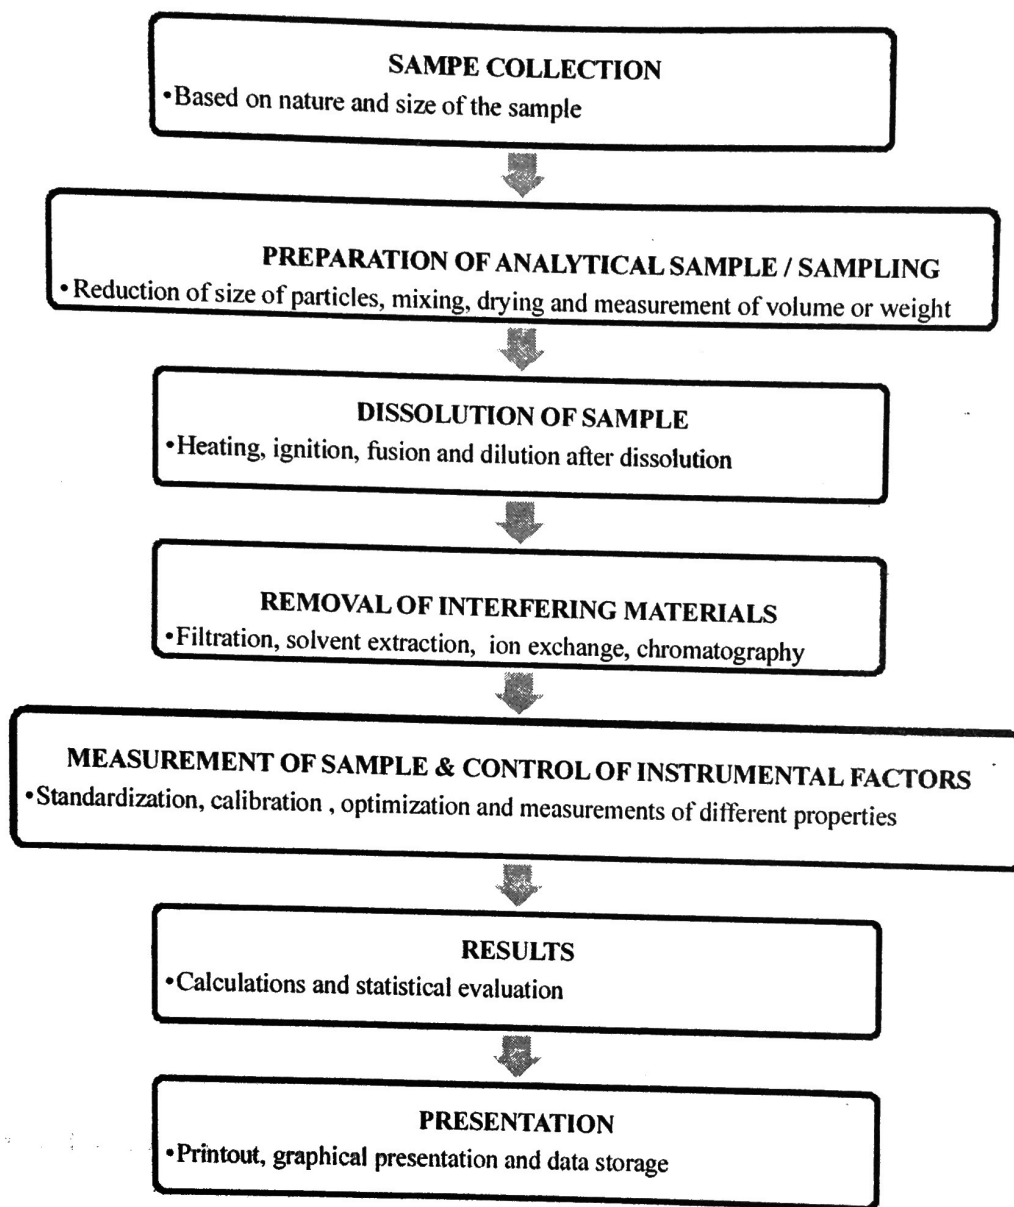 SAMPE COLLECTION
•Based on nature and size of the sample
PREPARATION OF ANALYTICAL SAMPLE / SAMPLING
•Reduction of size of particles, mixing, drying and measurement of volume or weight
DISSOLUTION OF SAMPLE
•Heating, ignition, fusion and dilution after dissolution
REMOVAL OF INTERFERING MATERIALS
•Filtration, solvent extraction, ion exchange, chromatography
MEASUREMENT OF SAMPLE & CONTROL OF INSTRUMENTAL FACTORS
•Standardization, calibration , optimization and measurements of different properties
RESULTS
•Calculations and statistical evaluation
PRESENTATION
•Printout, graphical presentation and data storage